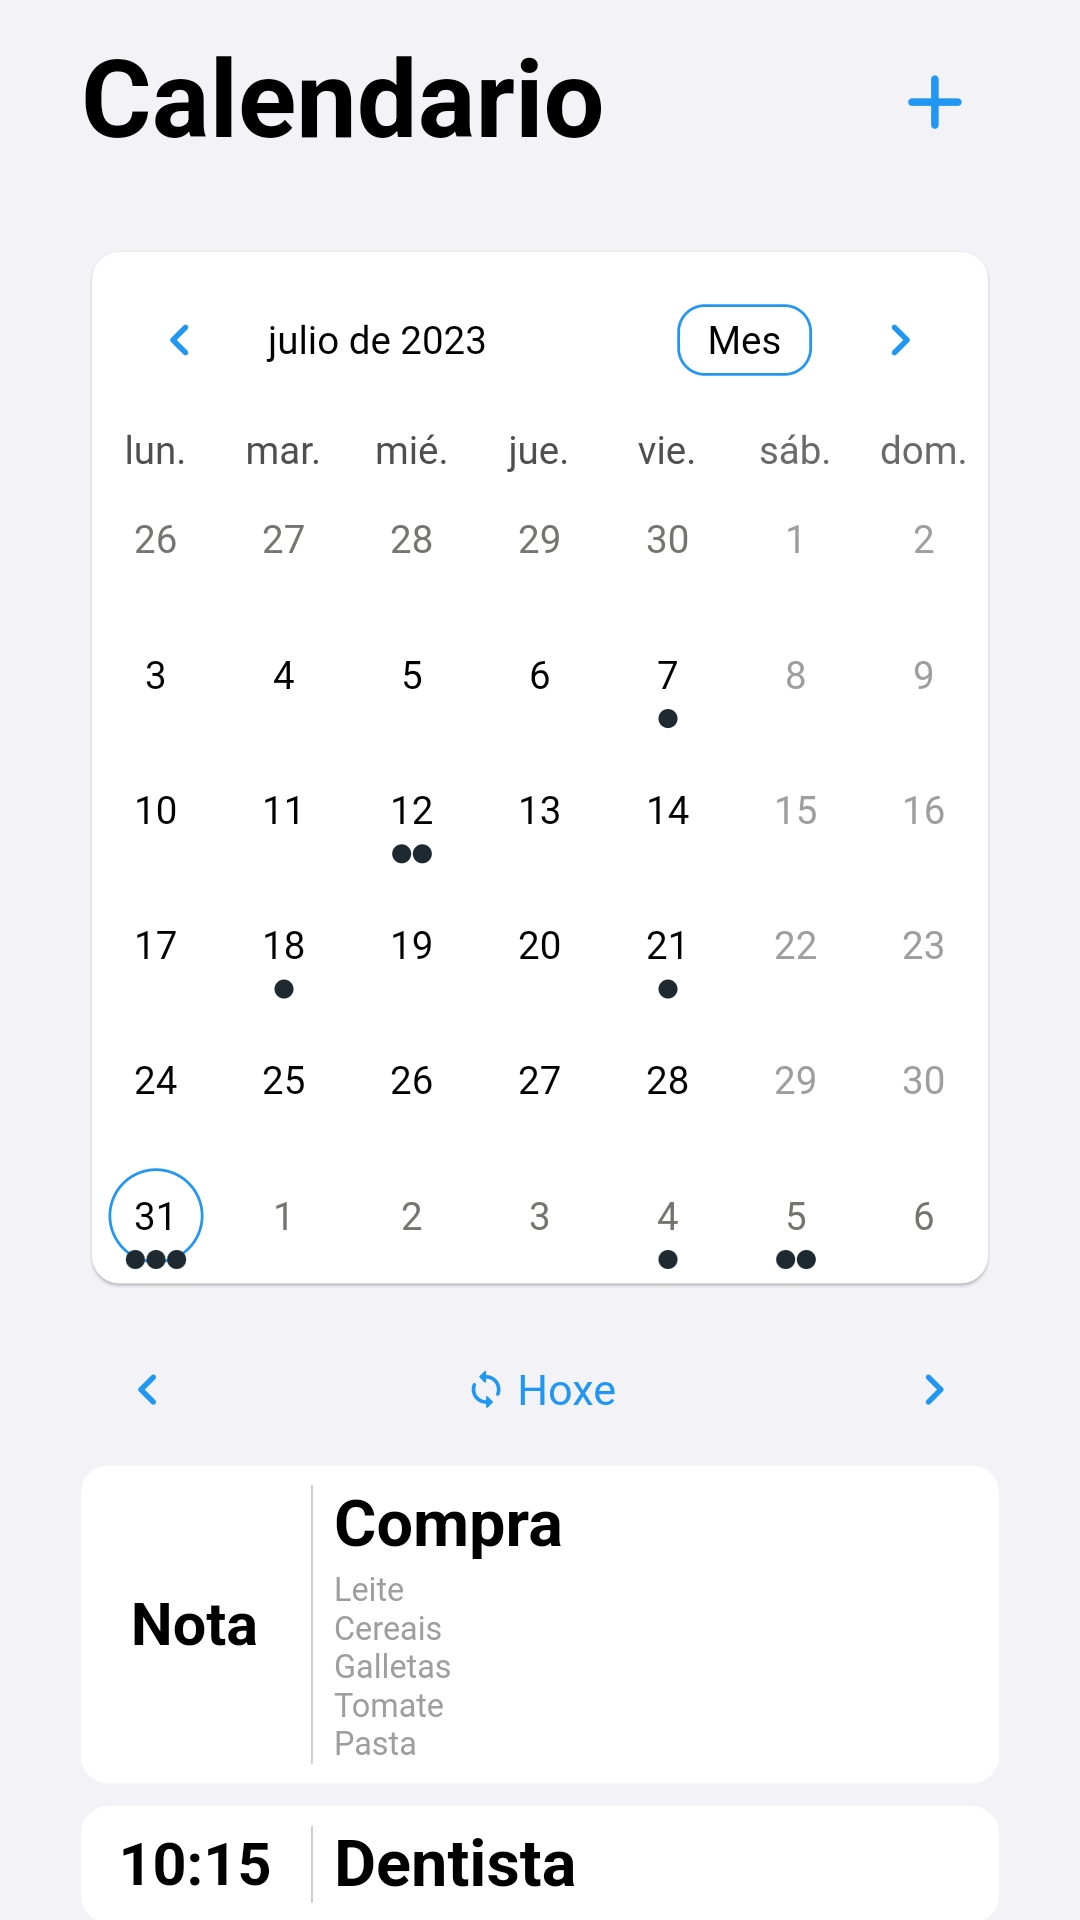 Calendario
julio de 2023 Mes
lun. mar. mié. jue. vie. sáb. dom.
26 27 28 29 30 1 2
3 4 5 6 7 8 9
10 11 12 13 14 15 16
17 18 19 20 21 22 23
24 25 26 27 28 29 30
31 1 2 3 4 5 6
Hoxe
Nota
Compra
Leite
Cereais
Galletas
Tomate
Pasta
10:15 Dentista